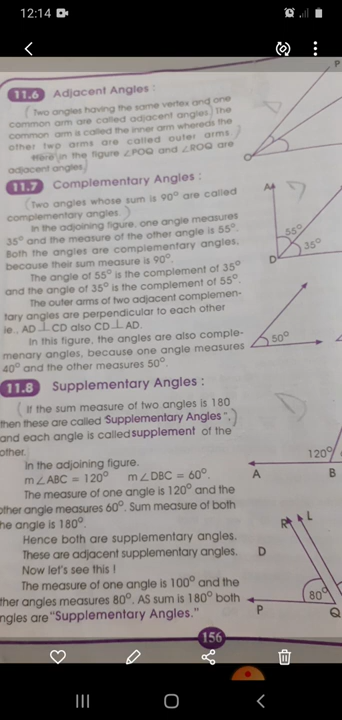 12:14
11.6 Adjacent Angles :
(Two angles having the same vertex and one
common arm are called adjacent angles.) (the
common arm is called the inner arm whereds the
other two arms are called outer arms.)
Here in the figure ∠POQ and ∠ROQ are
adjacent angles.
P
O
11.7 Complementary Angles :
(Two angles whose sum is 90° are called
complementary angles.)
In the adjoining figure, one angle measures
35° and the measure of the other angle is 55°.
Both the angles are complementary angles,
because their sum measure is 90°.
The angle of 55° is the complement of 35°
and the angle of 35° is the complement of 55°.
The outer arms of two adjacent complemen-
tary angles are perpendicular to each other
ie., AD ⊥ CD also CD ⊥ AD.
In this figure, the angles are also comple-
menary angles, because one angle measures
40° and the other measures 50°.
A
55°
35°
D
50°
11.8 Supplementary Angles :
(If the sum measure of two angles is 180
then these are called "Supplementary Angles",)
and each angle is called supplement of the
other.
In the adjoining figure.
m∠ABC = 120° m∠DBC = 60°.
The measure of one angle is 120° and the
other angle measures 60°. Sum measure of both
he angle is 180°.
Hence both are supplementary angles.
These are adjacent supplementary angles.
Now let's see this !
The measure of one angle is 100° and the
ther angles measures 80°. AS sum is 180° both
ngles are "Supplementary Angles."
120°
A B
R L
D
80°
P Q
156